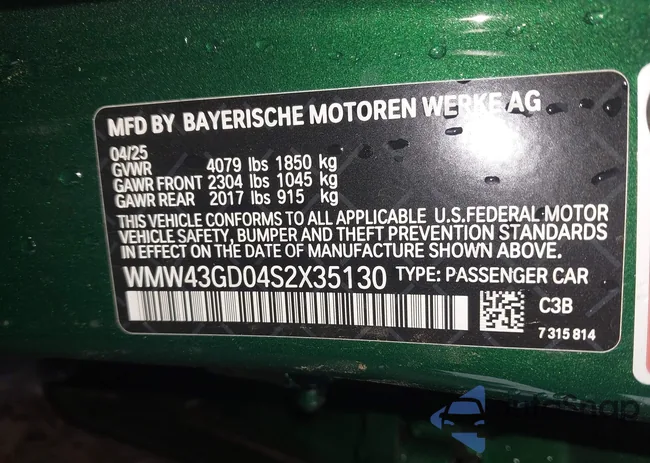 MFD BY BAYERISCHE MOTOREN WERKE AG
04/25
GVWR 4079 lbs 1850 kg
GAWR FRONT 2304 lbs 1045 kg
GAWR REAR 2017 lbs 915 kg
THIS VEHICLE CONFORMS TO ALL APPLICABLE U.S.FEDERAL MOTOR
VEHICLE SAFETY, BUMPER AND THEFT PREVENTION STANDARDS
IN EFFECT ON THE DATE OF MANUFACTURE SHOWN ABOVE.
WMW43GD04S2X35130 TYPE: PASSENGER CAR
C3B
7 315 814